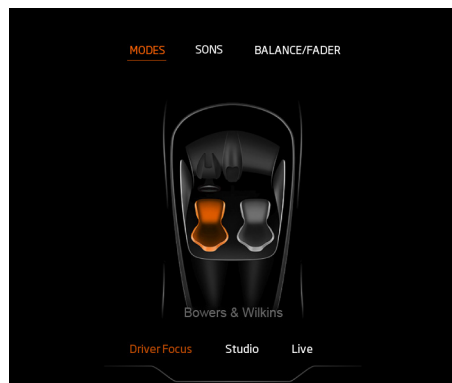 MODES SONS BALANCE/FADER
Bowers & Wilkins
Driver Focus Studio Live